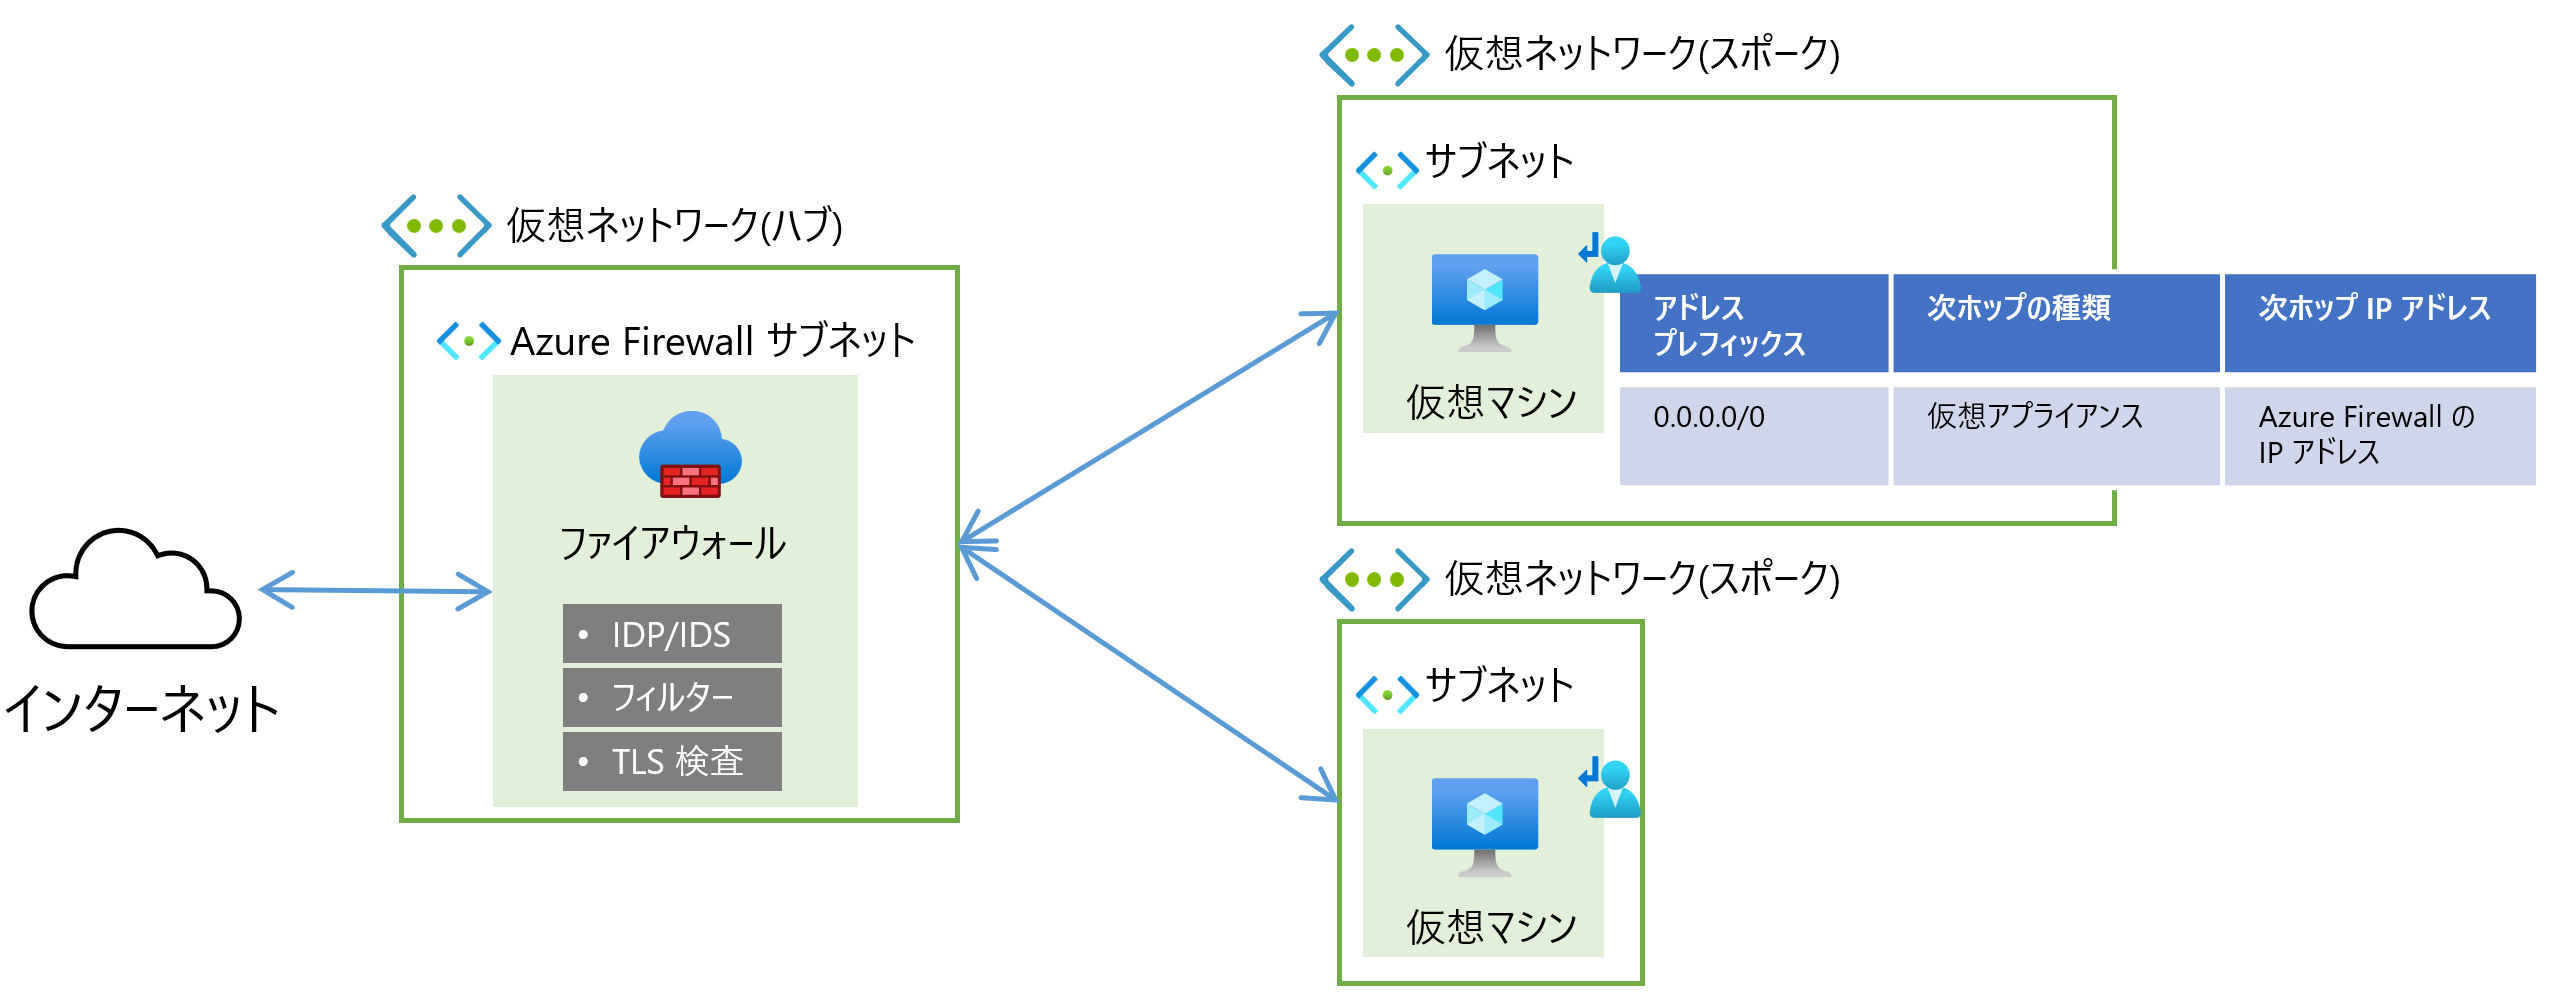 仮想ネットワーク(スポーク)
サブネット
仮想マシン
アドレス
プレフィックス
次ホップの種類
次ホップ IP アドレス
0.0.0.0/0
仮想アプライアンス
Azure Firewall の
IP アドレス
仮想ネットワーク(ハブ)
Azure Firewall サブネット
ファイアウォール
• IDP/IDS
• フィルター
• TLS 検査
インターネット
仮想ネットワーク(スポーク)
サブネット
仮想マシン